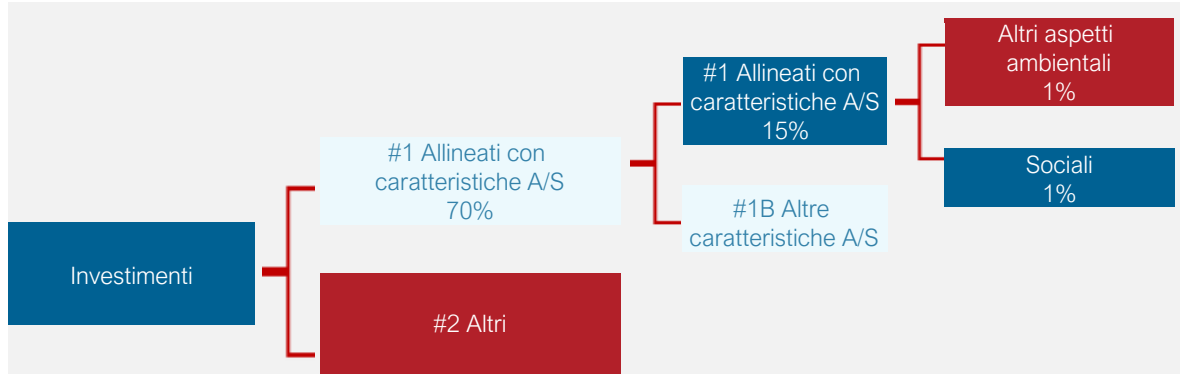 Investimenti
#1 Allineati con
caratteristiche A/S
70%
#2 Altri
#1 Allineati con
caratteristiche A/S
15%
#1B Altre
caratteristiche A/S
Altri aspetti
ambientali
1%
Sociali
1%